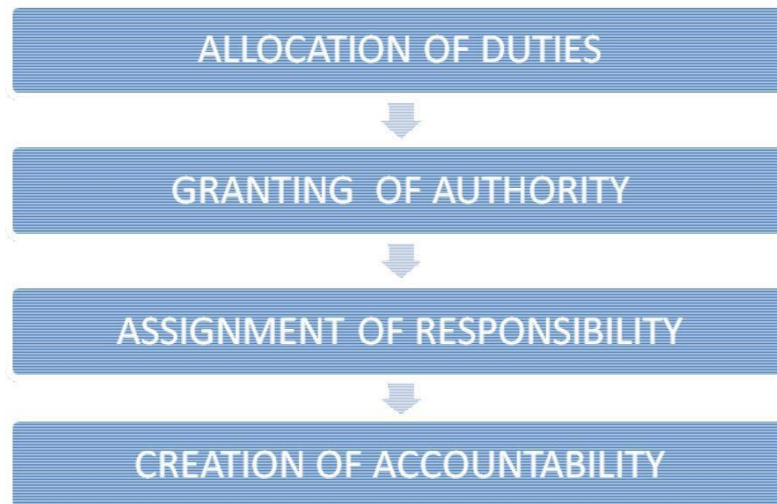 ALLOCATION OF DUTIES
GRANTING OF AUTHORITY
ASSIGNMENT OF RESPONSIBILITY
CREATION OF ACCOUNTABILITY